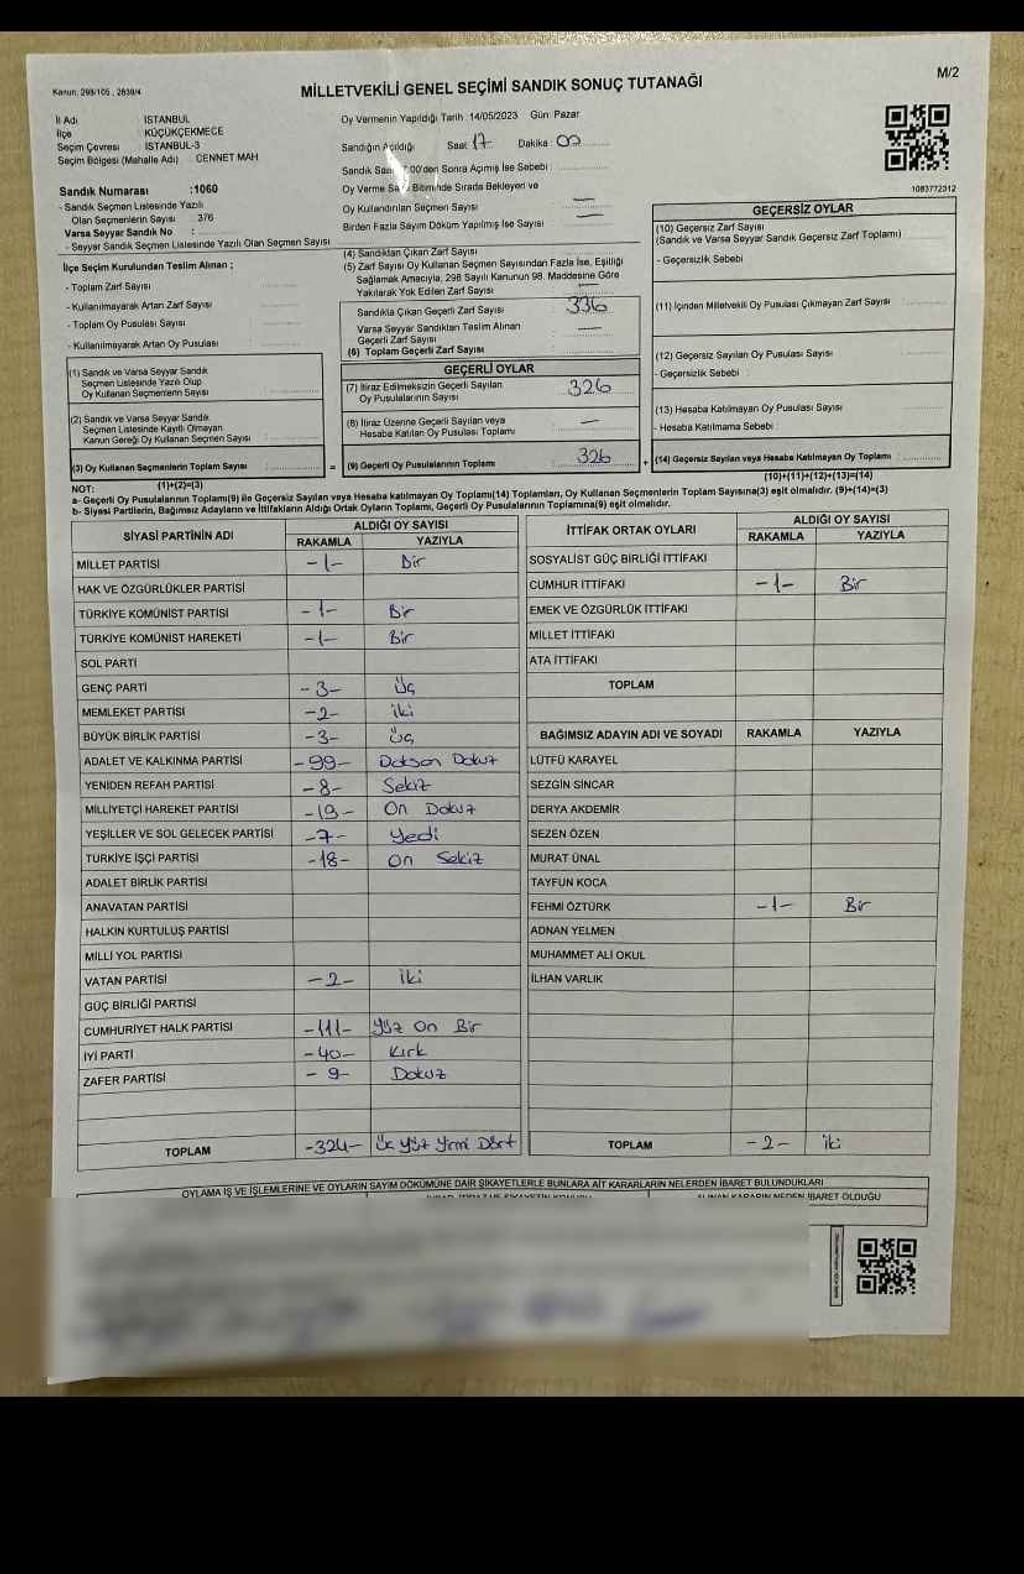 M/2
Kanun: 298/105 , 2839/4
MİLLETVEKİLİ GENEL SEÇİMİ SANDIK SONUÇ TUTANAĞI
İl Adı İSTANBUL
İlçe KÜÇÜKÇEKMECE
Seçim Çevresi İSTANBUL-3
Seçim Bölgesi (Mahalle Adı) CENNET MAH
Sandık Numarası :1060
- Sandık Seçmen Listesinde Yazılı
Olan Seçmenlerin Sayısı 376
Varsa Seyyar Sandık No :
- Seyyar Sandık Seçmen Listesinde Yazılı Olan Seçmen Sayısı
Oy Vermenin Yapıldığı Tarih 14/05/2023 Gün: Pazar
Sandığın Açıldığı Saat 17 Dakika: 00
Sandık 00'den Sonra Açımış İse Sebebi :
Oy Verme Bitiminde Sırada Bekleyen ve
Oy Kullandırılan Seçmen Sayısı —
Birden Fazla Sayım Döküm Yapılmış İse Sayısı —
1083772312
İlçe Seçim Kurulundan Teslim Alınan ;
- Toplam Zarf Sayısı
- Kullanılmayarak Artan Zarf Sayısı
- Toplam Oy Pusulası Sayısı
- Kullanılmayarak Artan Oy Pusulası
(1) Sandık ve Varsa Seyyar Sandık
Seçmen Listesinde Yazılı Olup
Oy Kullanan Seçmenlerin Sayısı
(2) Sandık ve Varsa Seyyar Sandık
Seçmen Listesinde Kayıtlı Olmayan
Kanun Gereği Oy Kullanan Seçmen Sayısı
(3) Oy Kullanan Seçmenlerin Toplam Sayısı
(1)+(2)=(3)
=
(4) Sandıktan Çıkan Zarf Sayısı
(5) Zarf Sayısı Oy Kullanan Seçmen Sayısından Fazla İse, Eşitliği
Sağlamak Amacıyla, 298 Sayılı Kanunun 98. Maddesine Göre
Yakılarak Yok Edilen Zarf Sayısı —
Sandıkta Çıkan Geçerli Zarf Sayısı 336
Varsa Seyyar Sandıktan Teslim Alınan —
Geçerli Zarf Sayısı
(6) Toplam Geçerli Zarf Sayısı
GEÇERLİ OYLAR
(7) İtiraz Edilmeksizin Geçerli Sayılan 326
Oy Pusulalarının Sayısı
(8) İtiraz Üzerine Geçerli Sayılan veya —
Hesaba Katılan Oy Pusulası Toplamı
(9) Geçerli Oy Pusulalarının Toplamı 326
+
GEÇERSİZ OYLAR
(10) Geçersiz Zarf Sayısı
(Sandık ve Varsa Seyyar Sandık Geçersiz Zarf Toplamı)
- Geçersizlik Sebebi
(11) İçinden Milletvekili Oy Pusulası Çıkmayan Zarf Sayısı
(12) Geçersiz Sayılan Oy Pusulası Sayısı
- Geçersizlik Sebebi
(13) Hesaba Katılmayan Oy Pusulası Sayısı
- Hesaba Katılmama Sebebi
(14) Geçersiz Sayılan veya Hesaba Katılmayan Oy Toplamı
(10)+(11)+(12)+(13)=(14)
NOT:
a- Geçerli Oy Pusulalarının Toplamı(9) ile Geçersiz Sayılan veya Hesaba katılmayan Oy Toplamı(14) Toplamları, Oy Kullanan Seçmenlerin Toplam Sayısına(3) eşit olmalıdır. (9)+(14)=(3)
b- Siyasi Partilerin, Bağımsız Adayların ve İttifakların Aldığı Ortak Oyların Toplamı, Geçerli Oy Pusulalarının Toplamına(9) eşit olmalıdır.
SİYASİ PARTİNİN ADI ALDIĞI OY SAYISI
RAKAMLA YAZIYLA
MİLLET PARTİSİ -1- Bir
HAK VE ÖZGÜRLÜKLER PARTİSİ
TÜRKİYE KOMÜNİST PARTİSİ -1- Bir
TÜRKİYE KOMÜNİST HAREKETİ -1- Bir
SOL PARTİ
GENÇ PARTİ -3- Üç
MEMLEKET PARTİSİ -2- İki
BÜYÜK BİRLİK PARTİSİ -3- Üç
ADALET VE KALKINMA PARTİSİ -99- Doksan Dokuz
YENİDEN REFAH PARTİSİ -8- Sekiz
MİLLİYETÇİ HAREKET PARTİSİ -19- On Dokuz
YEŞİLLER VE SOL GELECEK PARTİSİ -7- Yedi
TÜRKİYE İŞÇİ PARTİSİ -18- On Sekiz
ADALET BİRLİK PARTİSİ
ANAVATAN PARTİSİ
HALKIN KURTULUŞ PARTİSİ
MİLLİ YOL PARTİSİ
VATAN PARTİSİ -2- İki
GÜÇ BİRLİĞİ PARTİSİ
CUMHURİYET HALK PARTİSİ -111- Yüz On Bir
İYİ PARTİ -40- Kırk
ZAFER PARTİSİ -9- Dokuz
TOPLAM -324- Üç Yüz Yirmi Dört
İTTİFAK ORTAK OYLARI ALDIĞI OY SAYISI
RAKAMLA YAZIYLA
SOSYALİST GÜÇ BİRLİĞİ İTTİFAKI
CUMHUR İTTİFAKI -1- Bir
EMEK VE ÖZGÜRLÜK İTTİFAKI
MİLLET İTTİFAKI
ATA İTTİFAKI
TOPLAM
BAĞIMSIZ ADAYIN ADI VE SOYADI RAKAMLA YAZIYLA
LÜTFÜ KARAYEL
SEZGİN SİNCAR
DERYA AKDEMİR
SEZEN ÖZEN
MURAT ÜNAL
TAYFUN KOCA
FEHMİ ÖZTÜRK -1- Bir
ADNAN YELMEN
MUHAMMET ALİ OKUL
İLHAN VARLIK
TOPLAM -2- İki
OYLAMA İŞ VE İŞLEMLERİNE VE OYLARIN SAYIM DÖKÜMÜNE DAİR ŞİKAYETLERLE BUNLARA AİT KARARLARIN NELERDEN İBARET BULUNDUKLARI
KARARIN NEDEN İBARET OLDUĞU